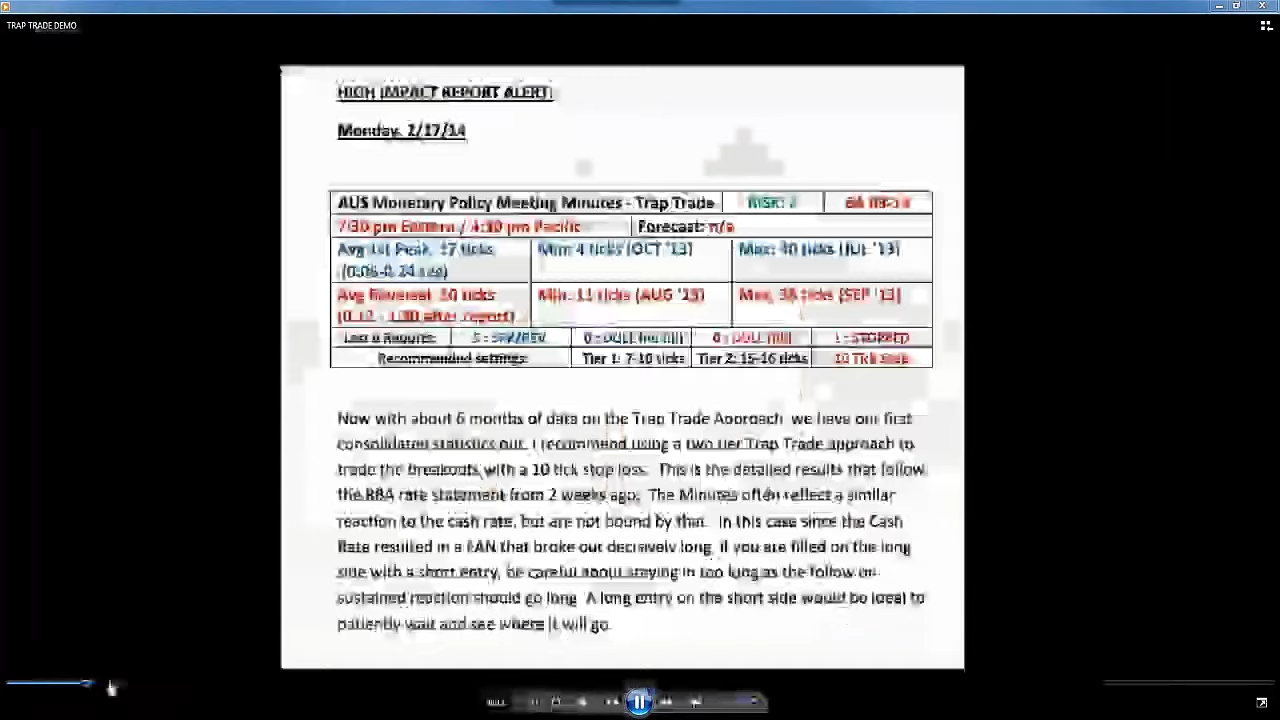 TRAP TRADE DEMO
HIGH IMPACT REPORT ALERT!
Monday, 2/17/14
AUS Monetary Policy Meeting Minutes - Trap Trade
7:30 pm Eastern / 4:30 pm Pacific Forecast: n/a
Avg 1st Peak: 17 ticks Min: 4 ticks (OCT '13) Max: 40 ticks (JUL '13)
Avg Reversal: Min: 11 ticks (AUG '13) Max: ticks (SEP '13)
Last 6 Reports: 1 : STOPPED
Recommended settings: Tier 1: 7-10 ticks Tier 2: 15-16 ticks 10 Tick Stop
Now with about 6 months of data on the Trap Trade Approach, we have our first
consolidated statistics out. I recommend using a two tier Trap Trade approach to
trade the breakouts with a 10 tick stop loss. This is the detailed results that follow
the RBA rate statement from 2 weeks ago. The Minutes often reflect a similar
reaction to the cash rate, but are not bound by that. In this case since the Cash
Rate resulted in a that broke out decisively long, if you are filled on the long
side with a short entry, be careful about staying in too long as the follow on
sustained reaction should go long. A long entry on the short side would be ideal to
patiently wait and see where it will go.